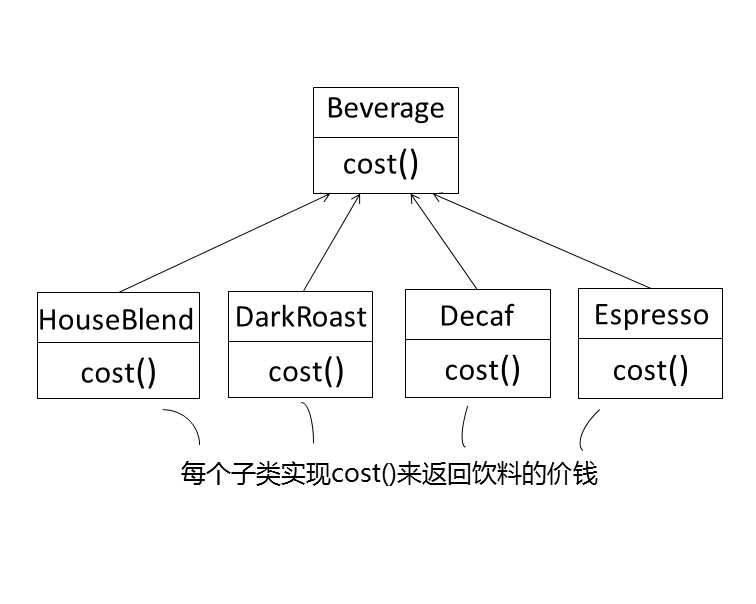 Beverage
cost()
HouseBlend
DarkRoast
Decaf
Espresso
cost()
cost()
cost()
cost()
每个子类实现cost()来返回饮料的价钱